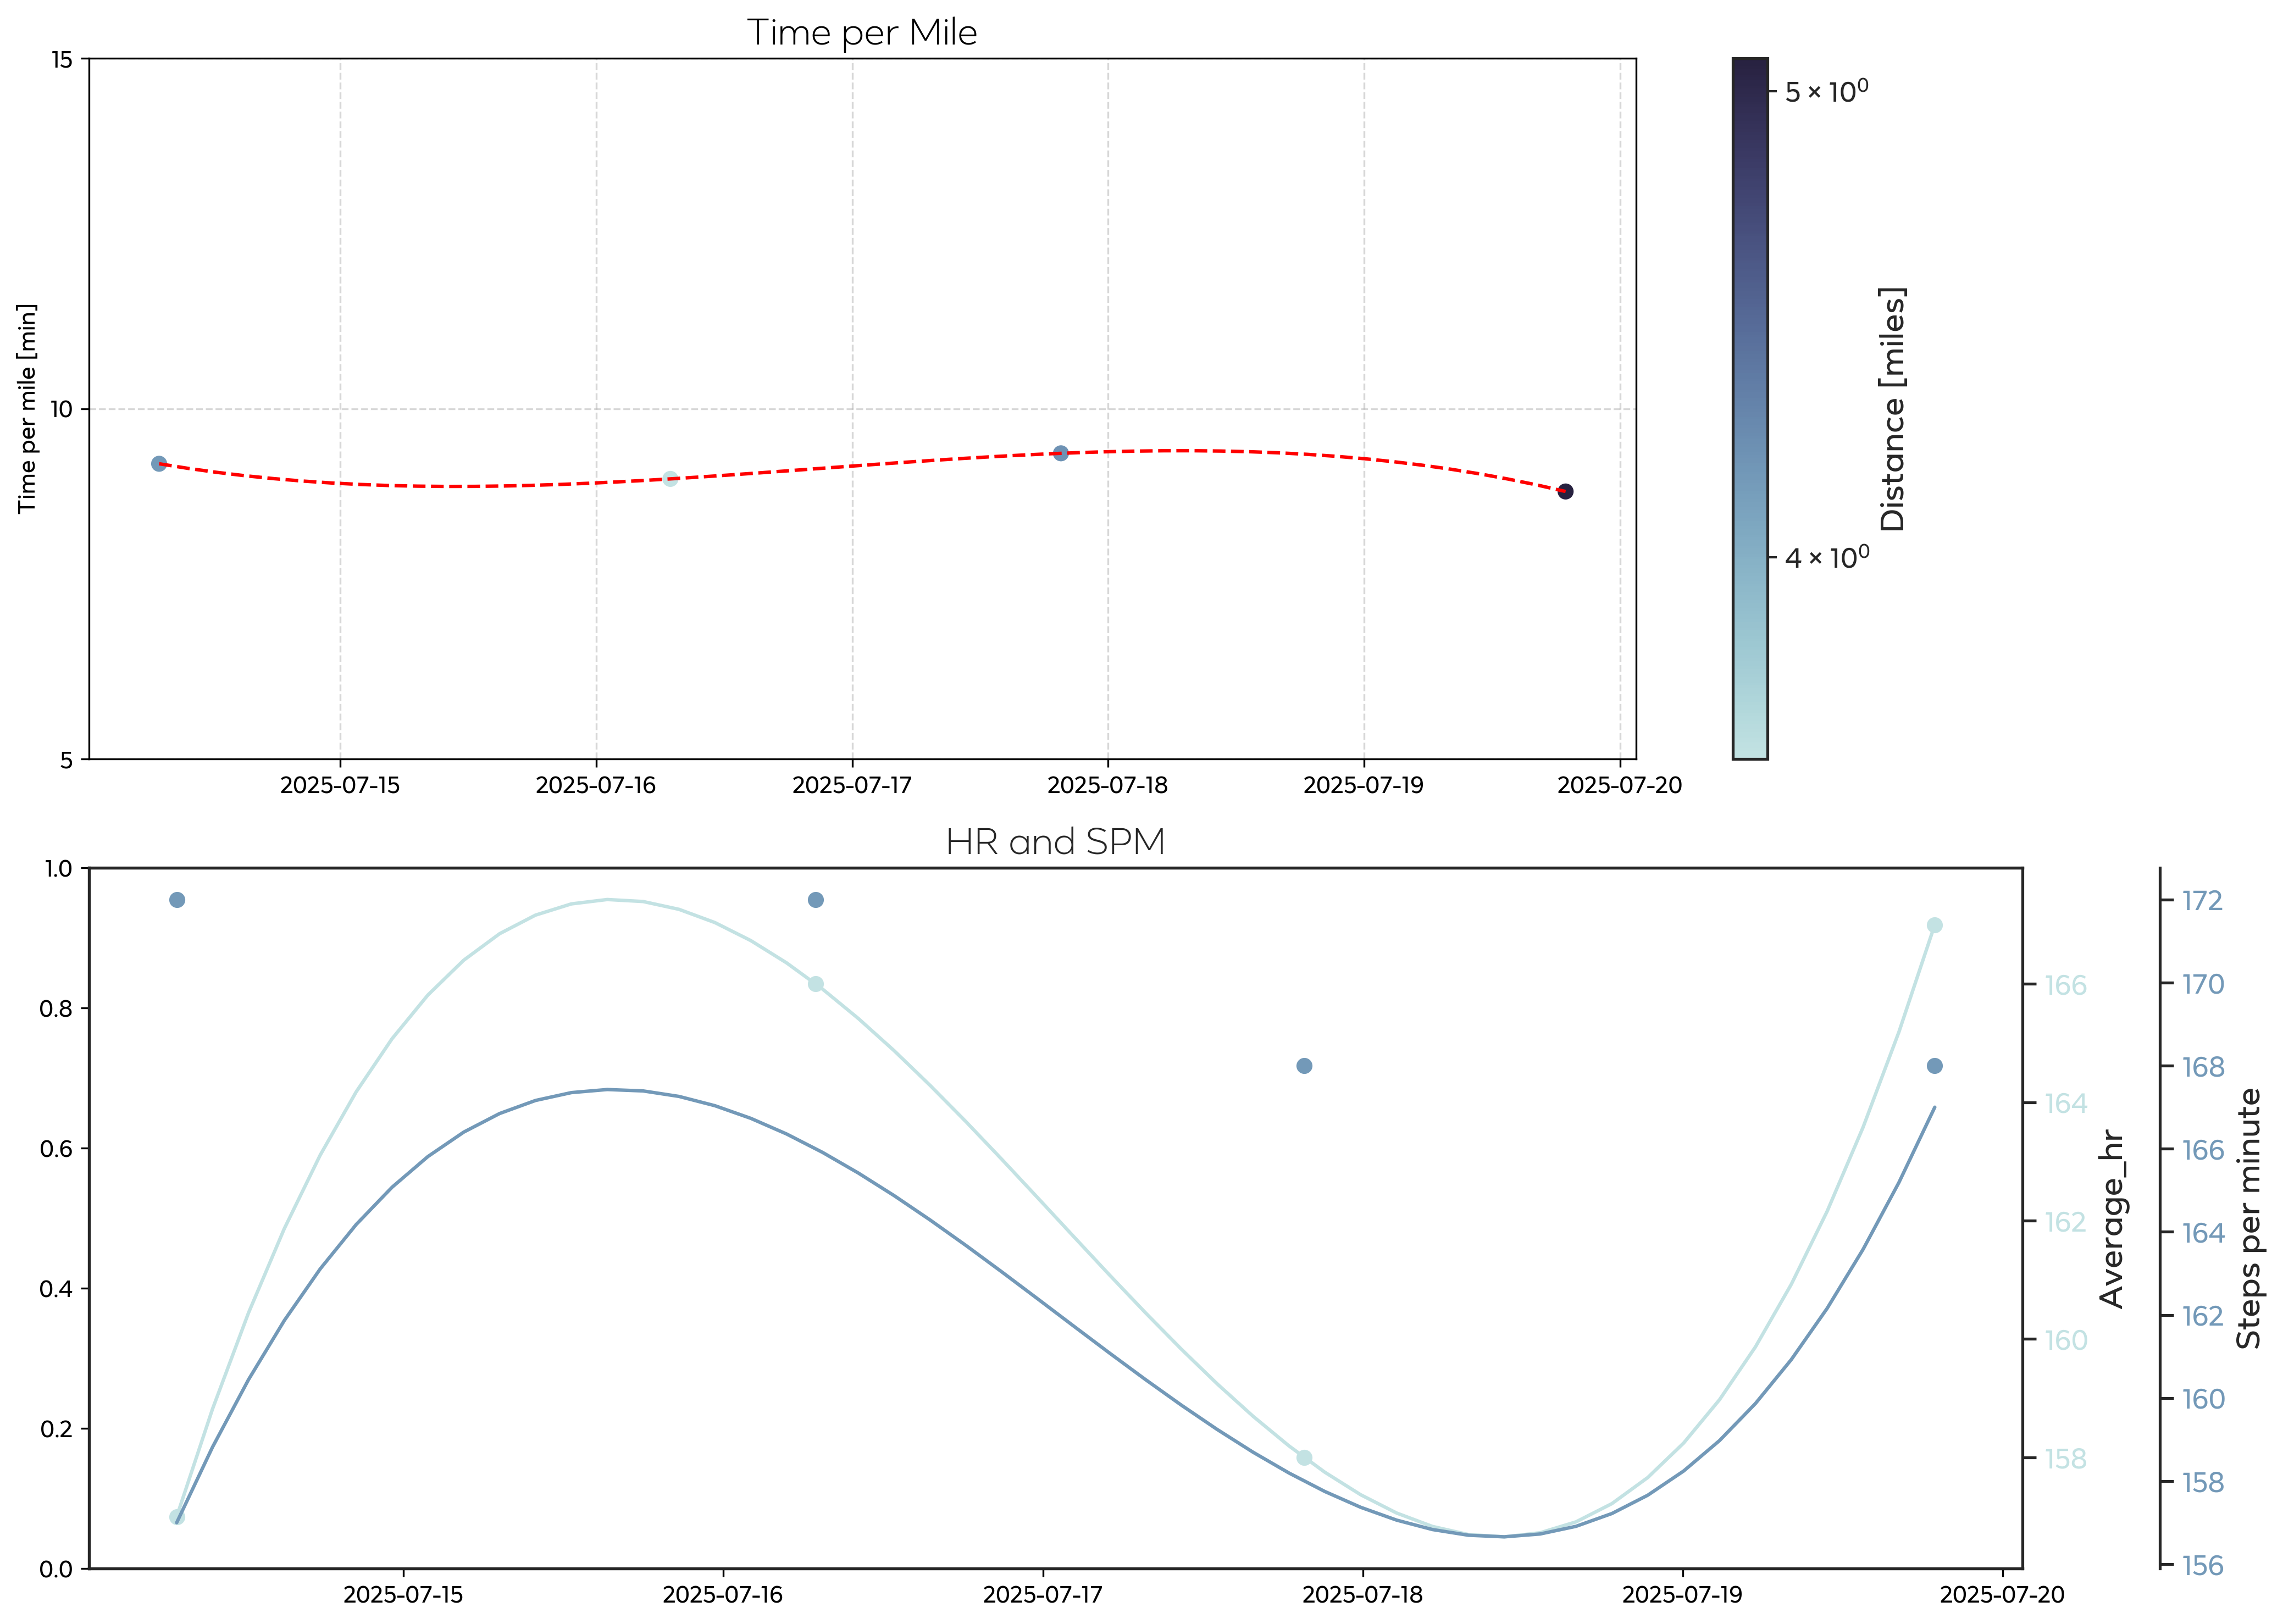 Time per Mile
15
10
5
Time per mile [min]
2025-07-15 2025-07-16 2025-07-17 2025-07-18 2025-07-19 2025-07-20
5 × 10⁰
4 × 10⁰
Distance [miles]
HR and SPM
1.0
0.8
0.6
0.4
0.2
0.0
2025-07-15 2025-07-16 2025-07-17 2025-07-18 2025-07-19 2025-07-20
166
164
162
160
158
Average_hr
172
170
168
166
164
162
160
158
156
Steps per minute